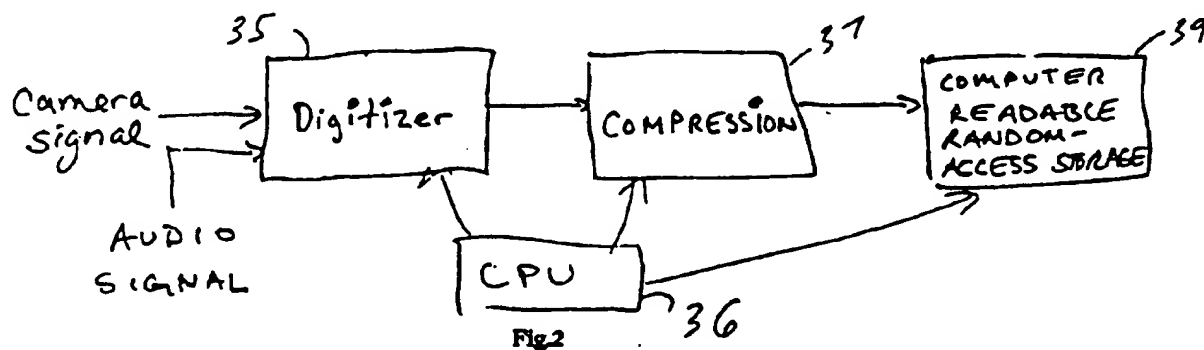 35
37
39
Camera
signal
Digitizer
COMPRESSION
COMPUTER
READABLE
RANDOM-
ACCESS STORAGE
AUDIO
SIGNAL
CPU
36
Fig.2